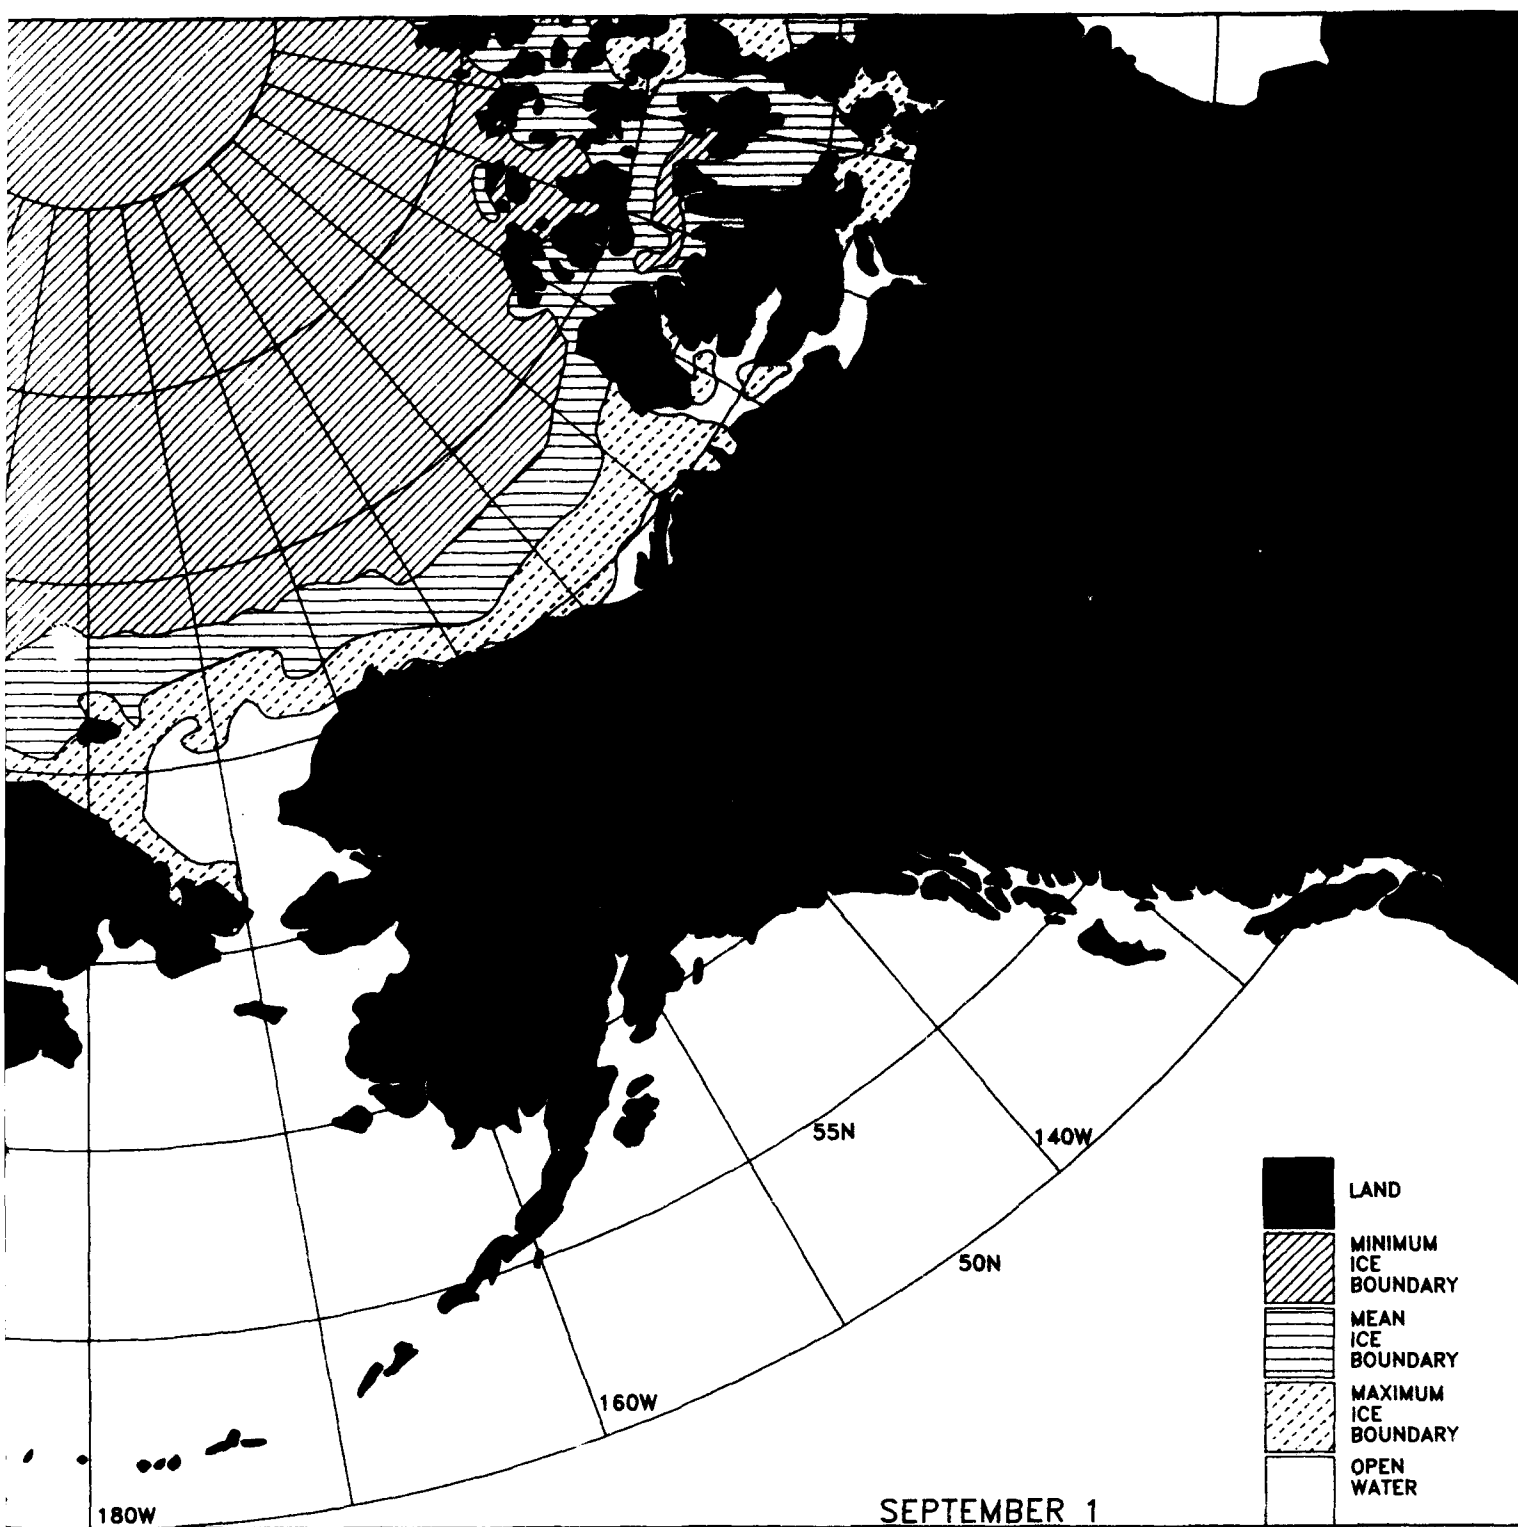 55N
140W
50N
160W
180W
SEPTEMBER 1
LAND
MINIMUM
ICE
BOUNDARY
MEAN
ICE
BOUNDARY
MAXIMUM
ICE
BOUNDARY
OPEN
WATER